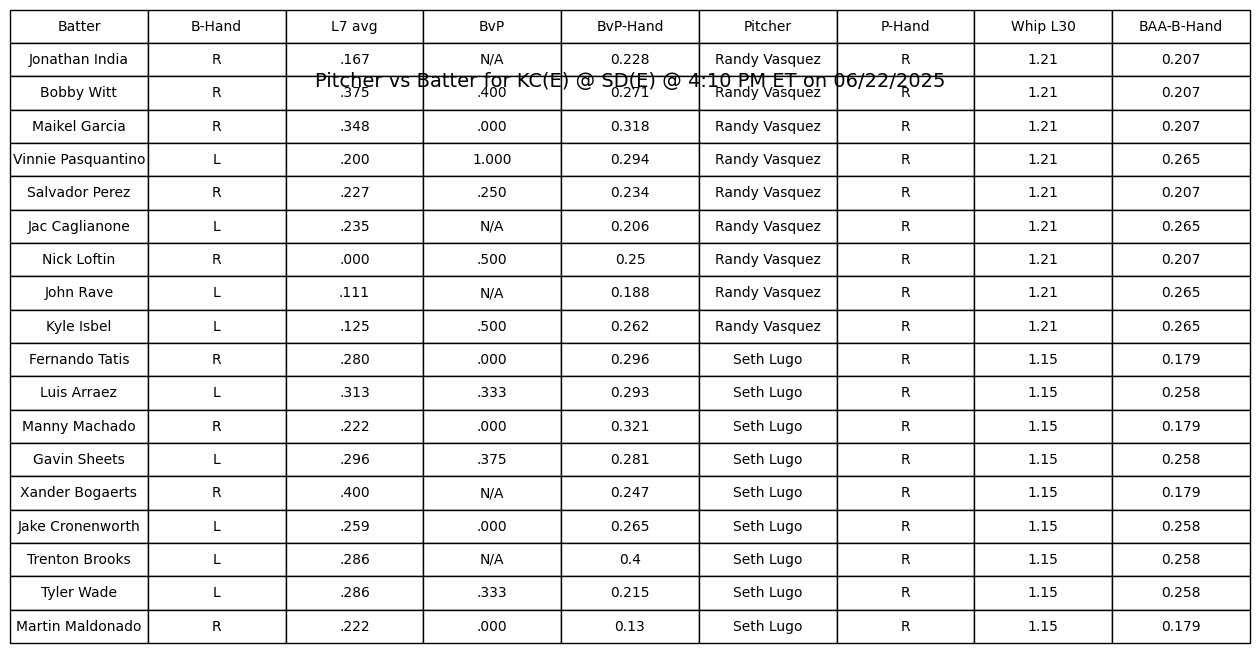 Batter B-Hand L7 avg BvP BvP-Hand Pitcher P-Hand Whip L30 BAA-B-Hand
Jonathan India R .167 N/A 0.228 Randy Vasquez R 1.21 0.207
Pitcher vs Batter for KC(E) @ SD(E) @ 4:10 PM ET on 06/22/2025
Bobby Witt R .375 .400 0.271 Randy Vasquez R 1.21 0.207
Maikel Garcia R .348 .000 0.318 Randy Vasquez R 1.21 0.207
Vinnie Pasquantino L .200 1.000 0.294 Randy Vasquez R 1.21 0.265
Salvador Perez R .227 .250 0.234 Randy Vasquez R 1.21 0.207
Jac Caglianone L .235 N/A 0.206 Randy Vasquez R 1.21 0.265
Nick Loftin R .000 .500 0.25 Randy Vasquez R 1.21 0.207
John Rave L .111 N/A 0.188 Randy Vasquez R 1.21 0.265
Kyle Isbel L .125 .500 0.262 Randy Vasquez R 1.21 0.265
Fernando Tatis R .280 .000 0.296 Seth Lugo R 1.15 0.179
Luis Arraez L .313 .333 0.293 Seth Lugo R 1.15 0.258
Manny Machado R .222 .000 0.321 Seth Lugo R 1.15 0.179
Gavin Sheets L .296 .375 0.281 Seth Lugo R 1.15 0.258
Xander Bogaerts R .400 N/A 0.247 Seth Lugo R 1.15 0.179
Jake Cronenworth L .259 .000 0.265 Seth Lugo R 1.15 0.258
Trenton Brooks L .286 N/A 0.4 Seth Lugo R 1.15 0.258
Tyler Wade L .286 .333 0.215 Seth Lugo R 1.15 0.258
Martin Maldonado R .222 .000 0.13 Seth Lugo R 1.15 0.179